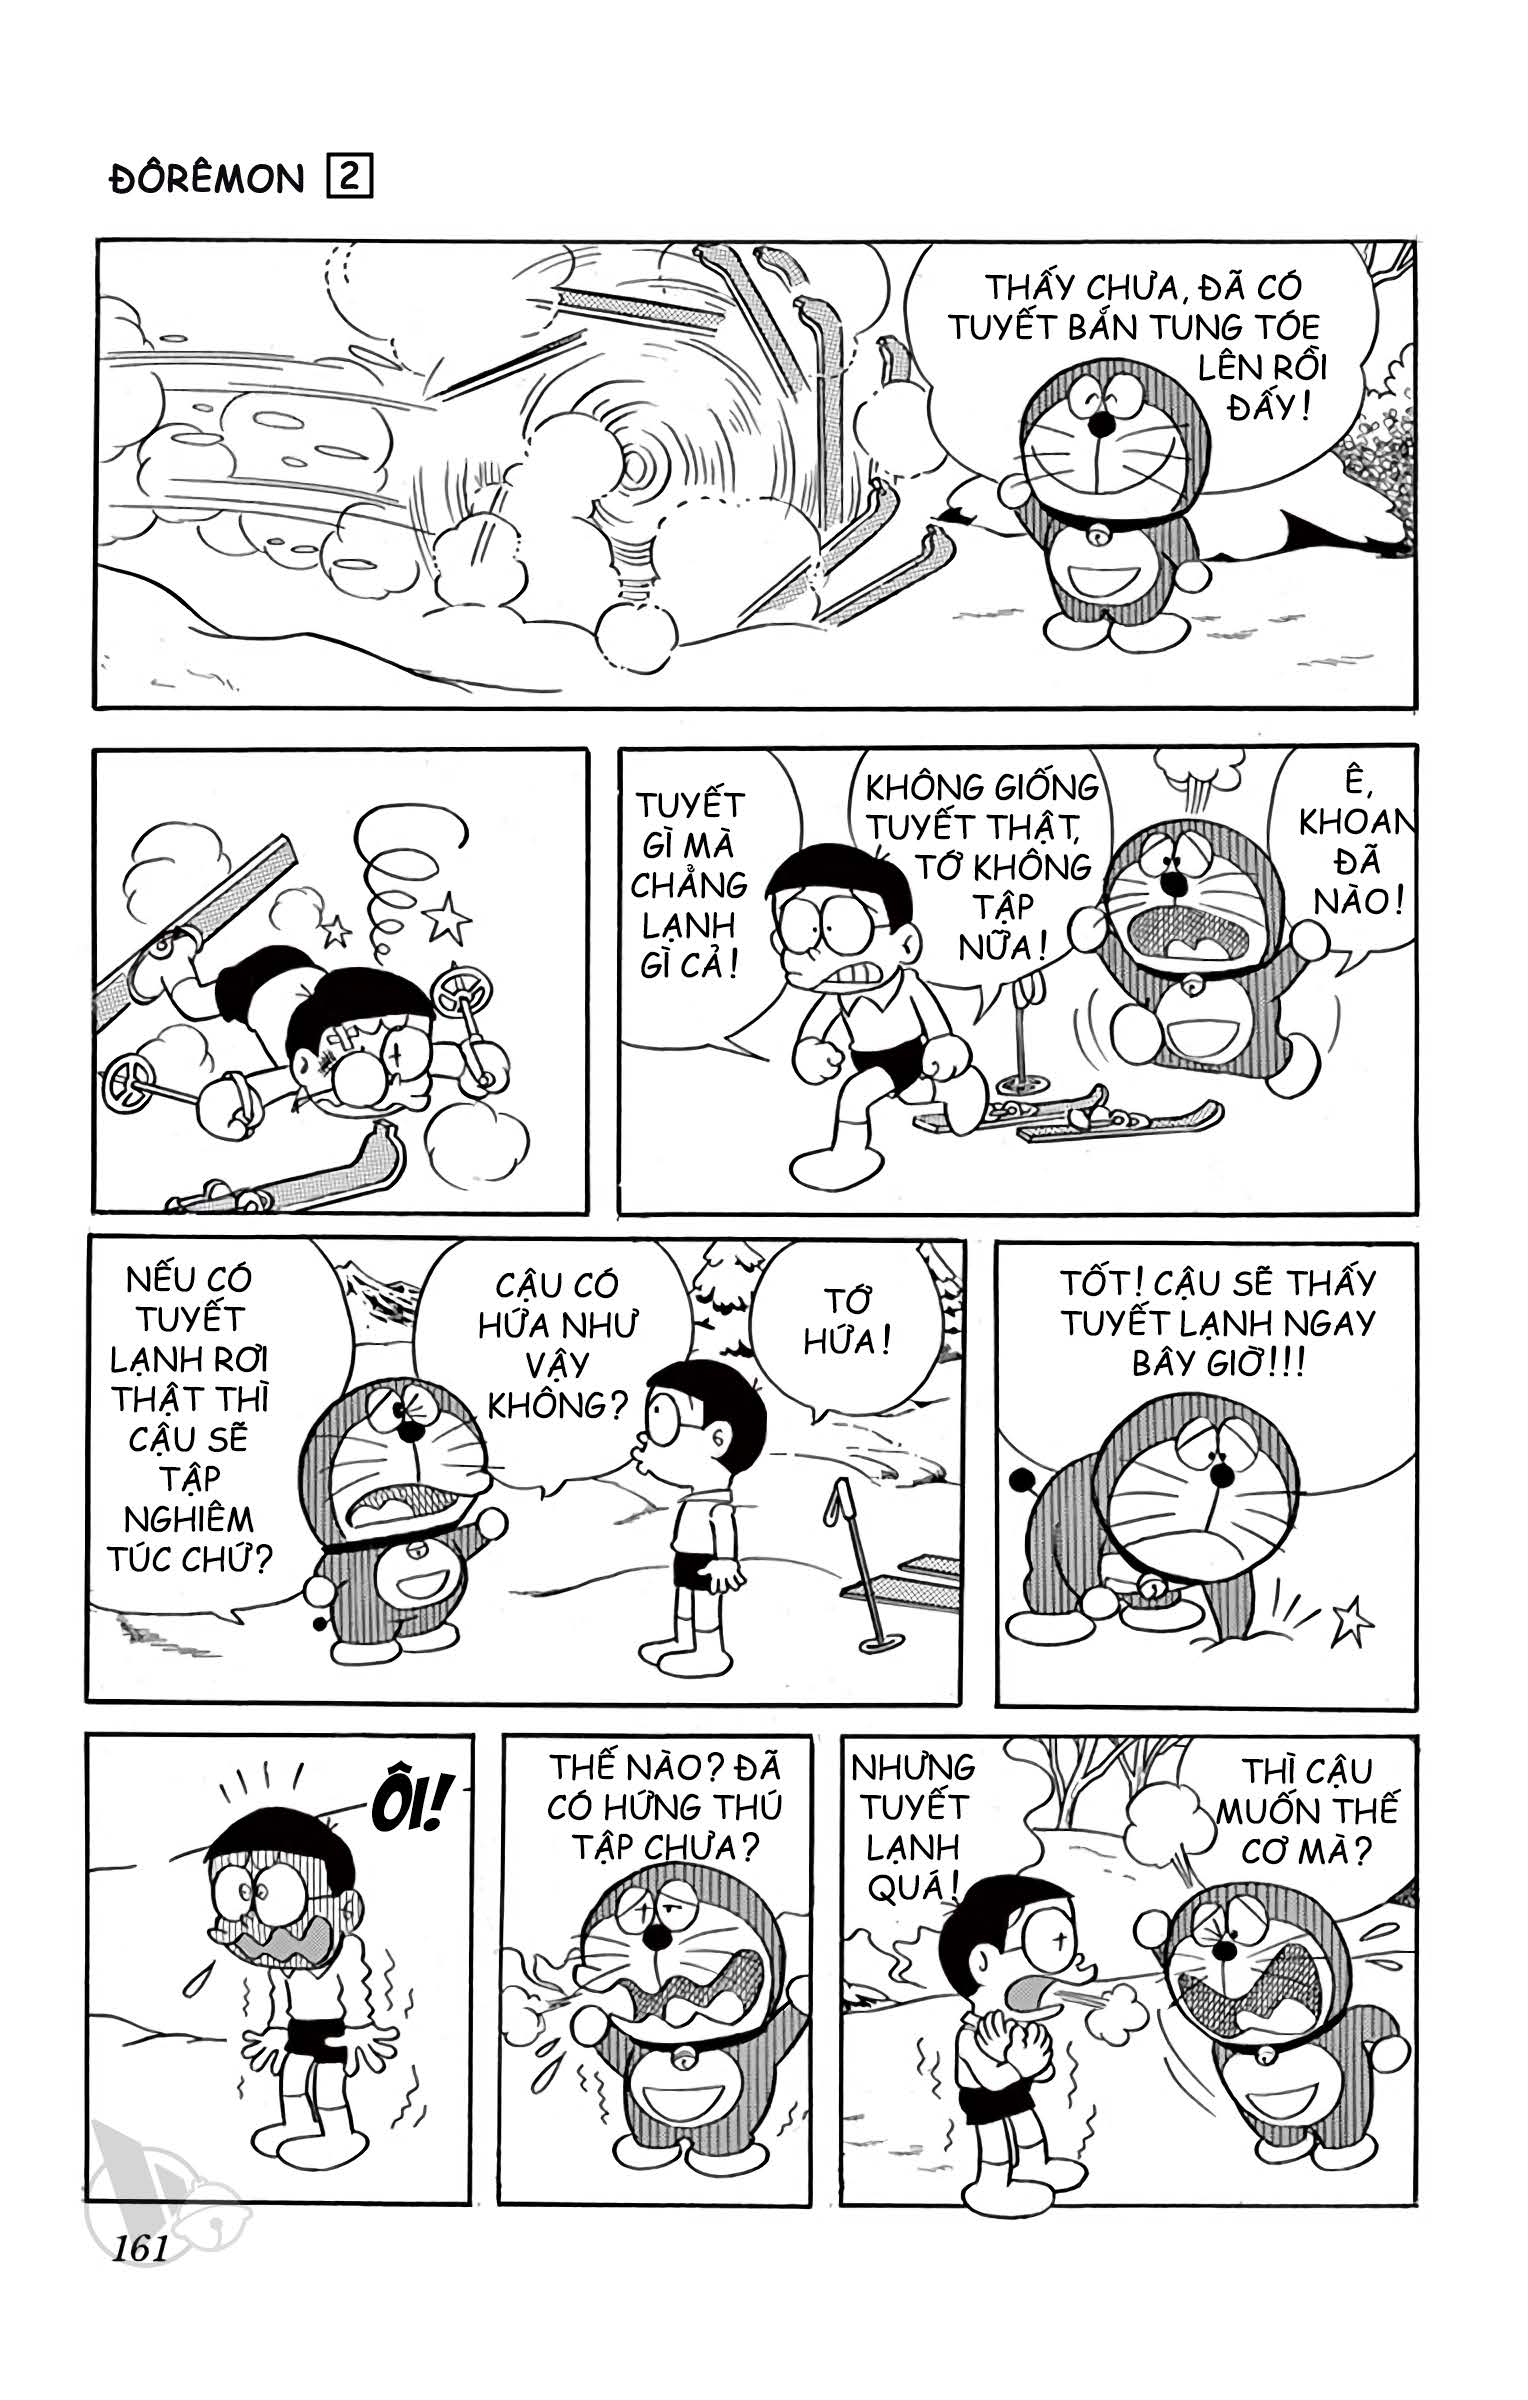 ĐÔRÊMON 2
THẤY CHƯA, ĐÃ CÓ
TUYẾT BẮN TUNG TÓE
LÊN RỒI
ĐẤY!
TUYẾT
GÌ MÀ
CHẲNG
LẠNH
GÌ CẢ!
KHÔNG GIỐNG
TUYẾT THẬT,
TỚ KHÔNG
TẬP
NỮA!
Ê,
KHOAN
ĐÃ
NÀO!
NẾU CÓ
TUYẾT
LẠNH RƠI
THẬT THÌ
CẬU SẼ
TẬP
NGHIÊM
TÚC CHỨ?
CẬU CÓ
HỨA NHƯ
VẬY
KHÔNG?
TỚ
HỨA!
TỐT! CẬU SẼ THẤY
TUYẾT LẠNH NGAY
BÂY GIỜ!!!
ÔI!
THẾ NÀO? ĐÃ
CÓ HỨNG THÚ
TẬP CHƯA?
NHƯNG
TUYẾT
LẠNH
QUÁ!
THÌ CẬU
MUỐN THẾ
CƠ MÀ?
161